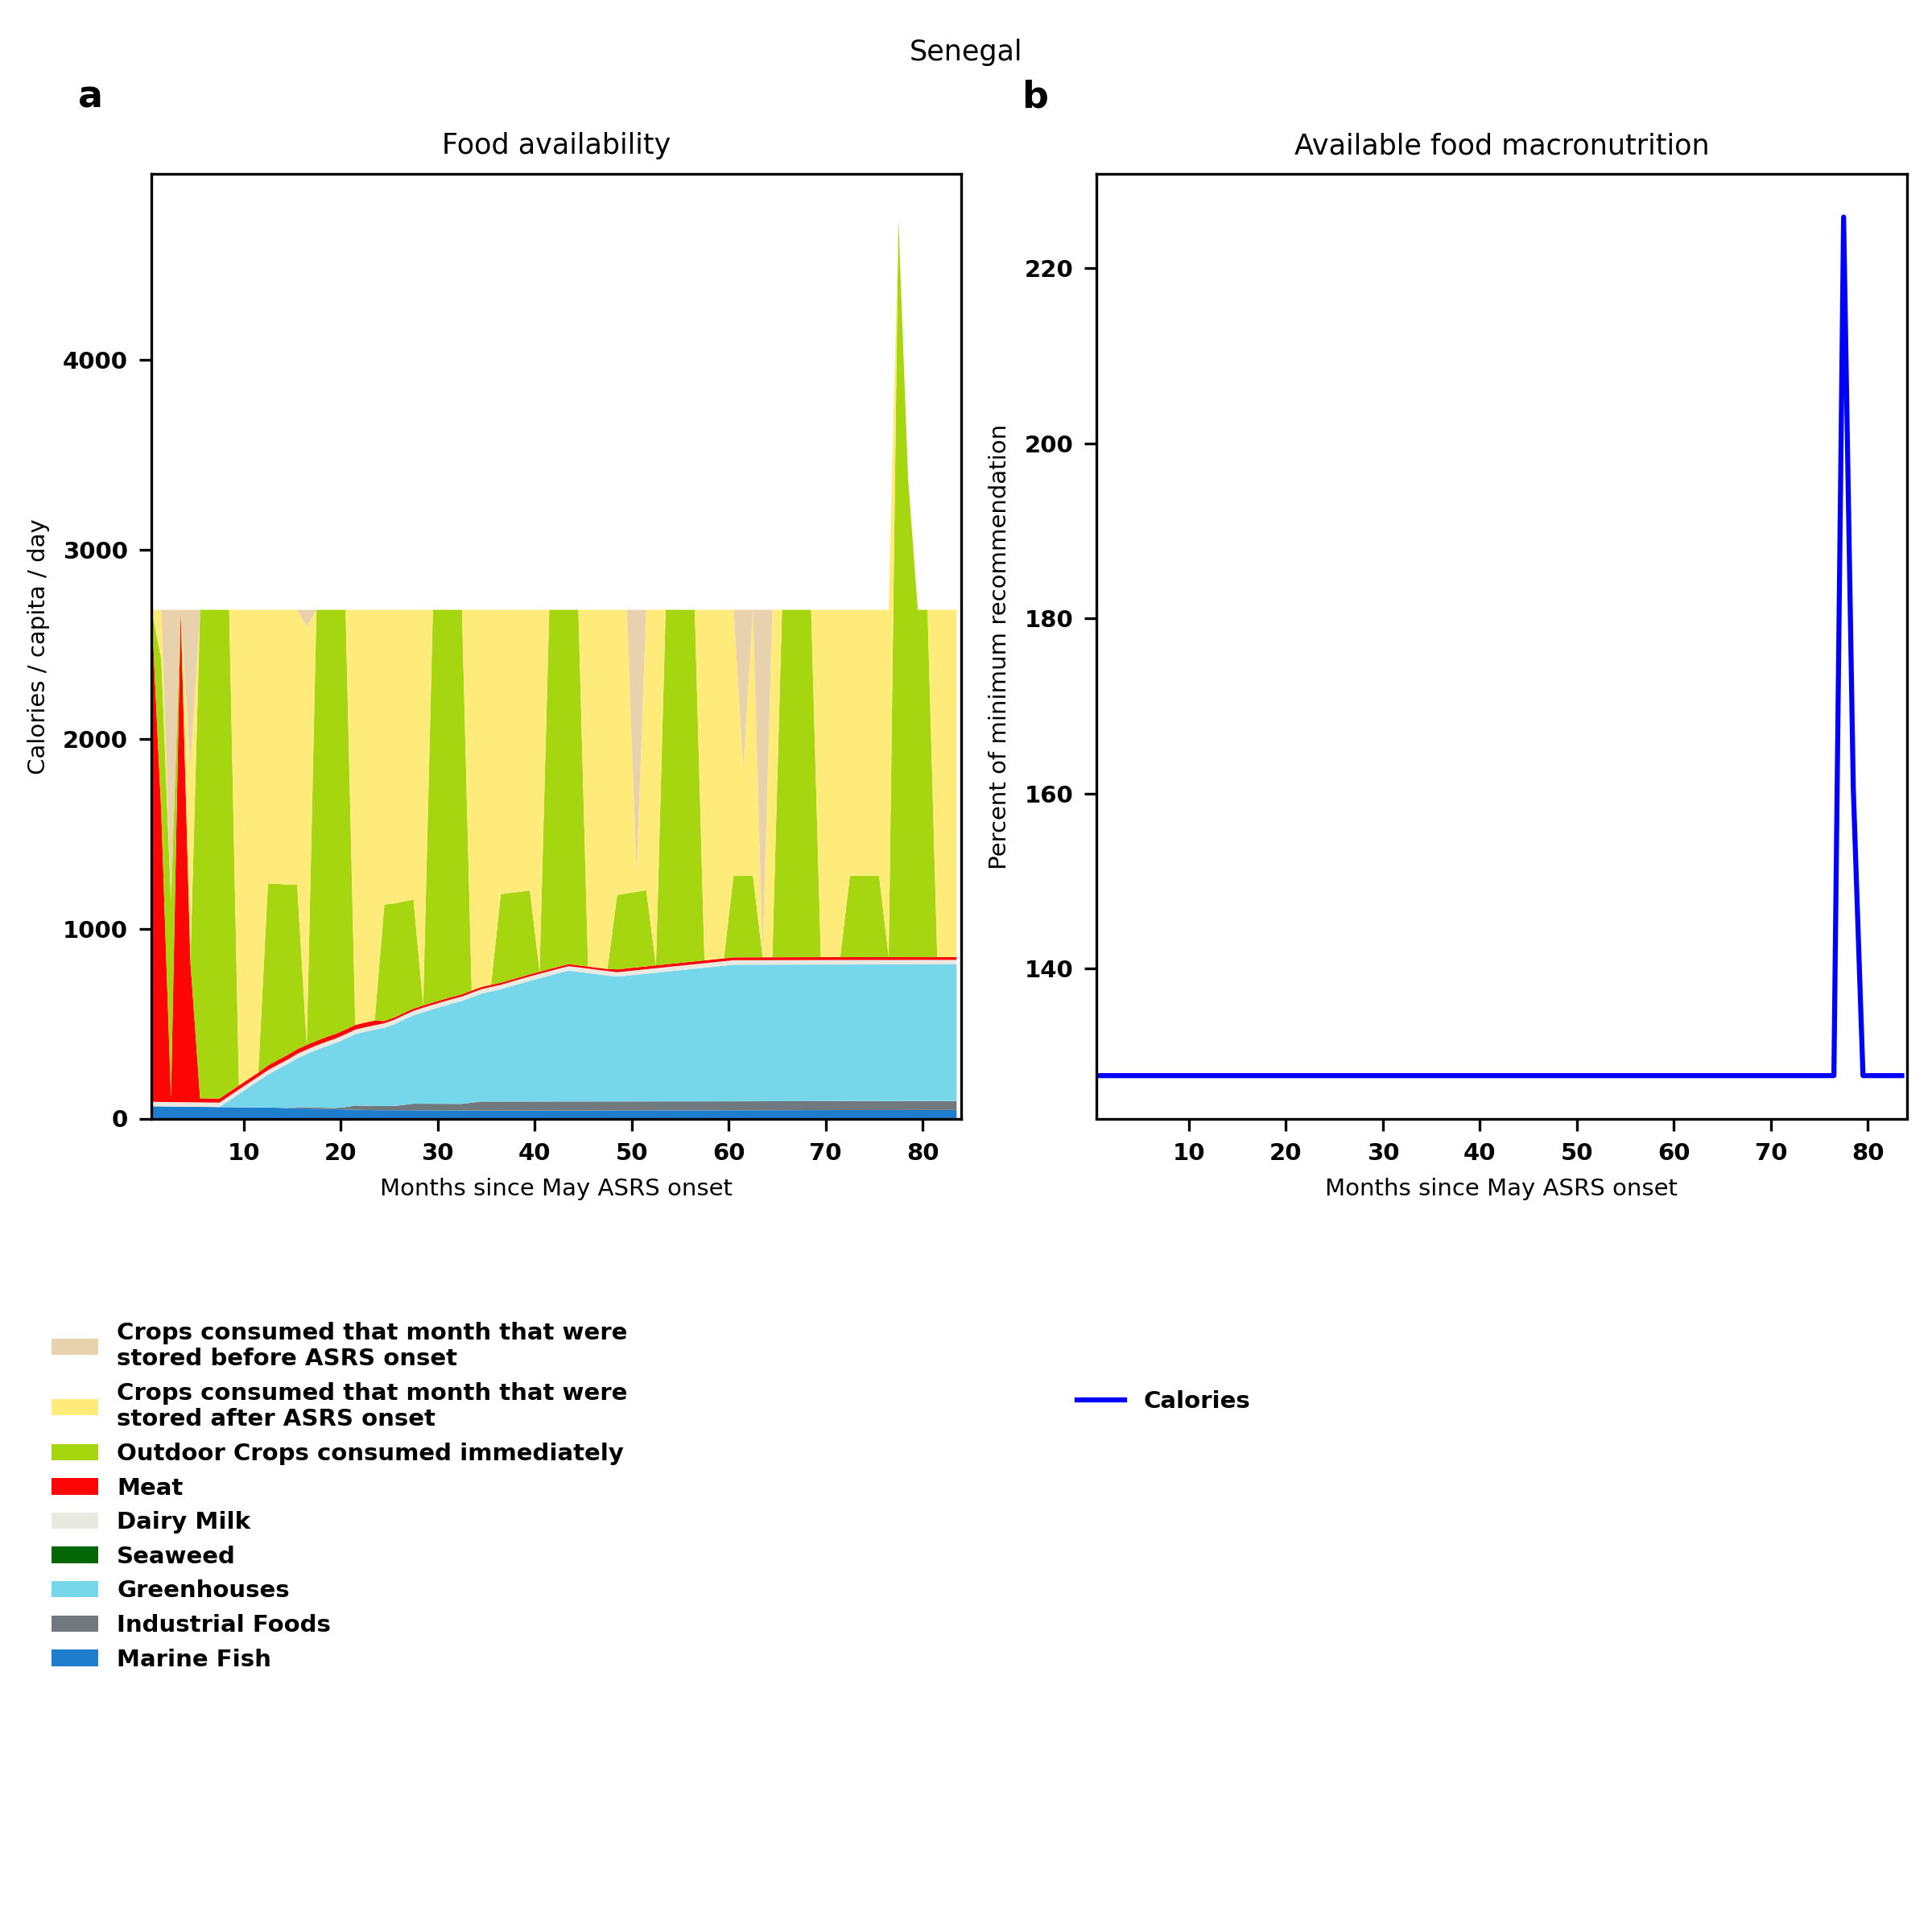 Senegal
a
Food availability
Calories / capita / day
4000
3000
2000
1000
0
10 20 30 40 50 60 70 80
Months since May ASRS onset
b
Available food macronutrition
Percent of minimum recommendation
220
200
180
160
140
10 20 30 40 50 60 70 80
Months since May ASRS onset
Crops consumed that month that were
stored before ASRS onset
Crops consumed that month that were
stored after ASRS onset
Outdoor Crops consumed immediately
Meat
Dairy Milk
Seaweed
Greenhouses
Industrial Foods
Marine Fish
Calories